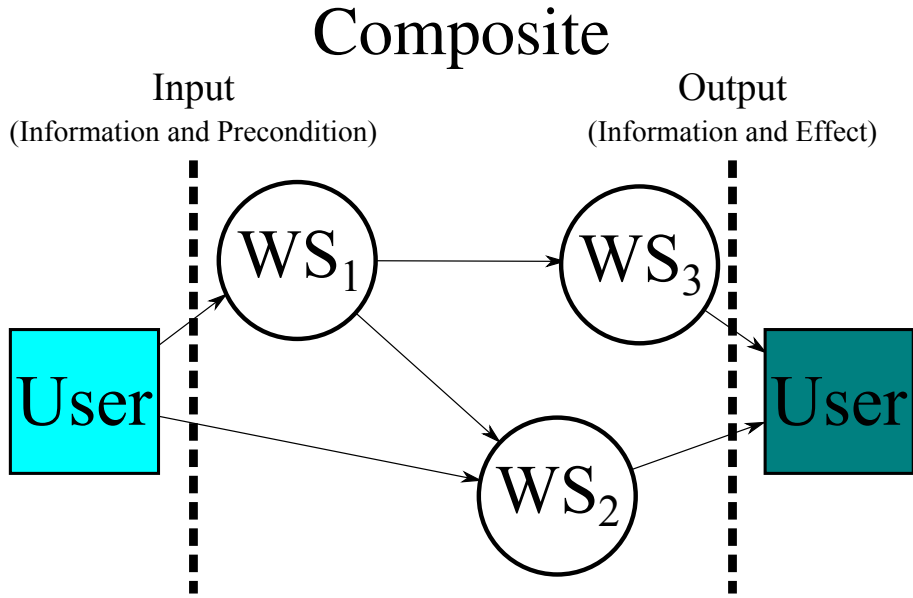 Composite
Input
(Information and Precondition)
Output
(Information and Effect)
WS₁
WS₃
User
User
WS₂